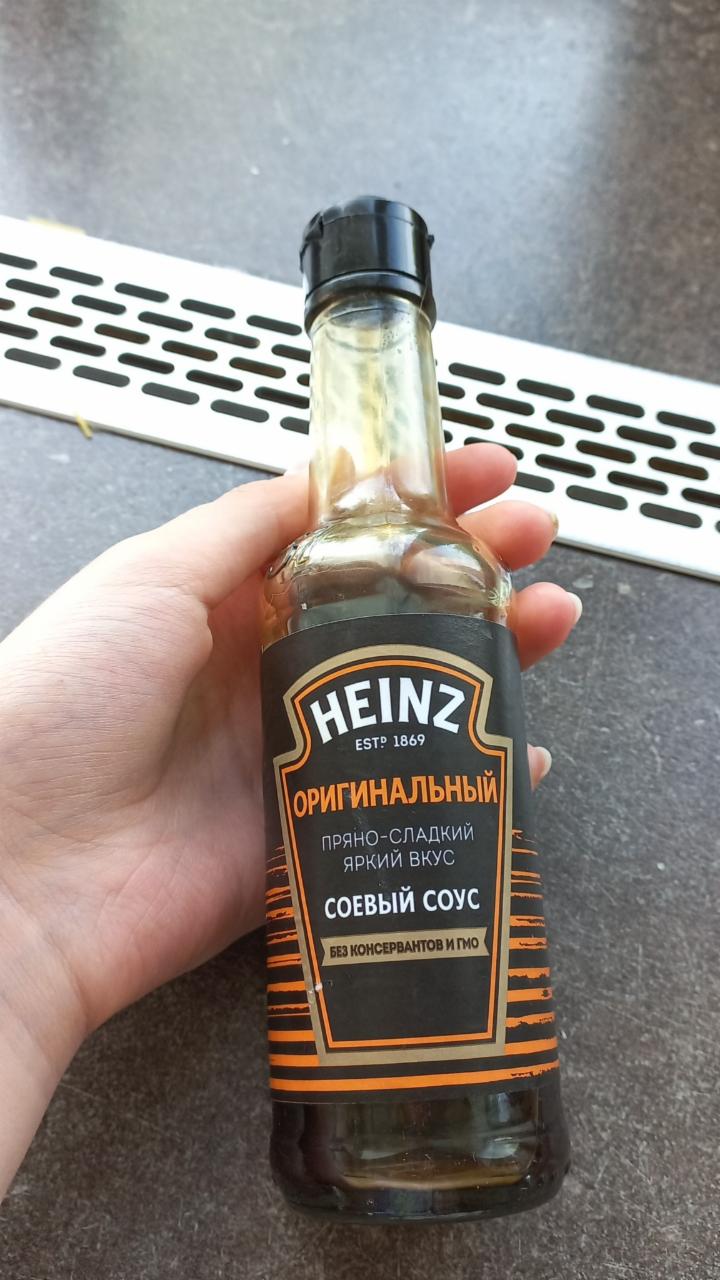 HEINZ
ESTD 1869
ОРИГИНАЛЬНЫЙ
ПРЯНО-СЛАДКИЙ
ЯРКИЙ ВКУС
СОЕВЫЙ СОУС
БЕЗ КОНСЕРВАНТОВ И ГМО